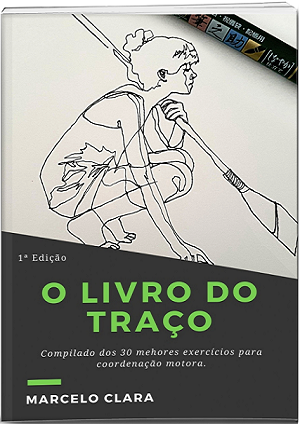 1ª Edição
O LIVRO DO
TRAÇO
Compilado dos 30 mehores exercícios para
coordenação motora.
MARCELO CLARA